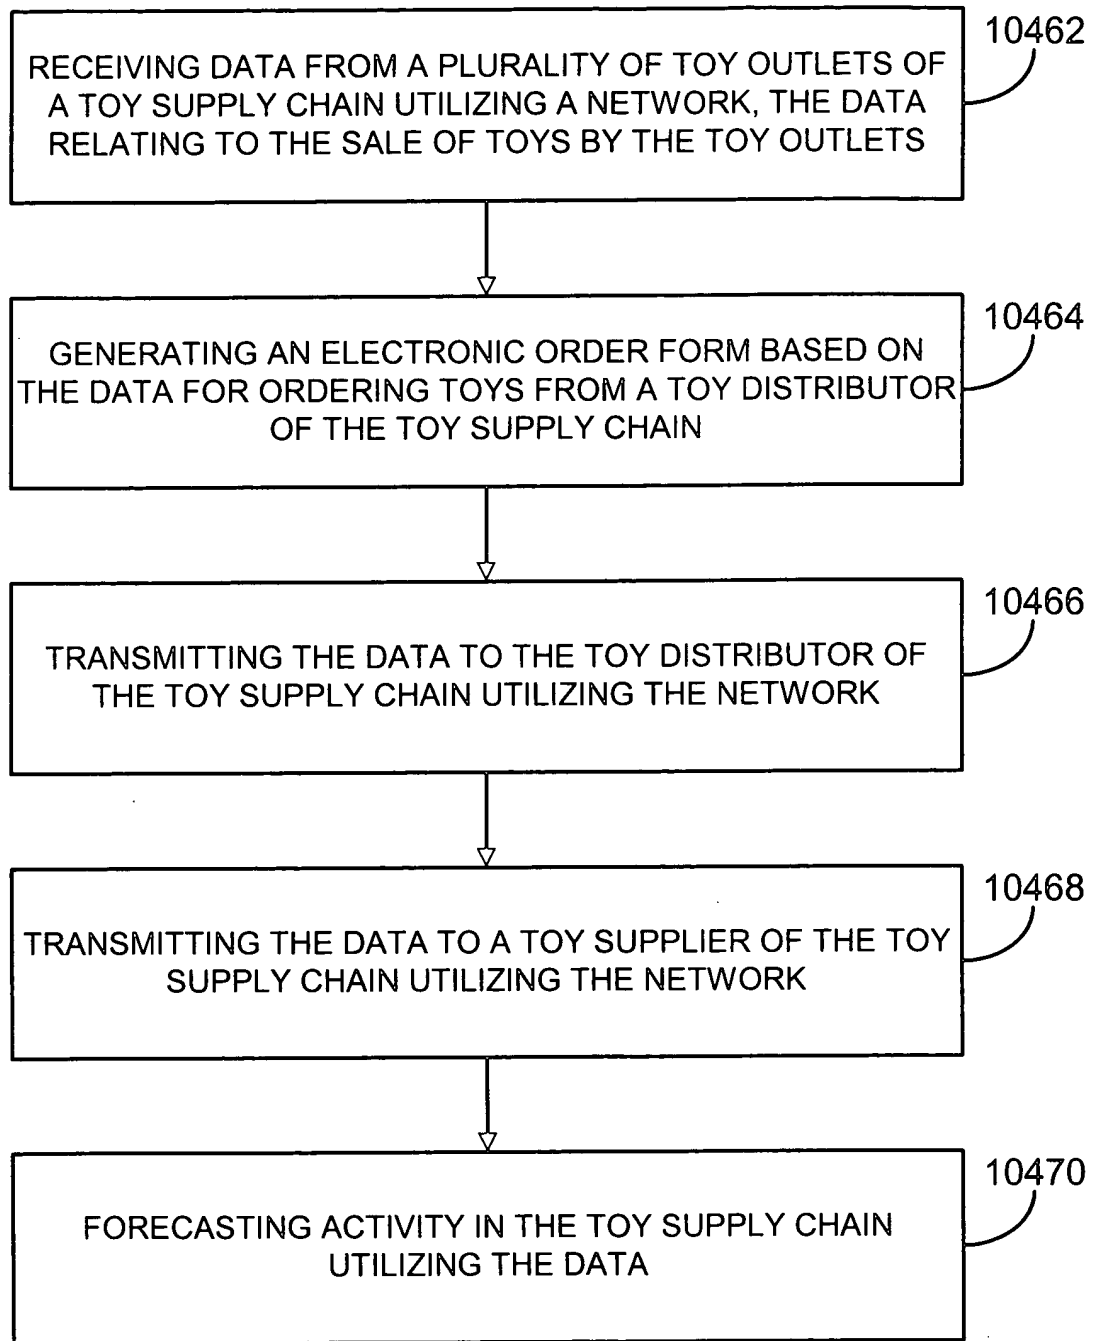 10462
RECEIVING DATA FROM A PLURALITY OF TOY OUTLETS OF
A TOY SUPPLY CHAIN UTILIZING A NETWORK, THE DATA
RELATING TO THE SALE OF TOYS BY THE TOY OUTLETS
10464
GENERATING AN ELECTRONIC ORDER FORM BASED ON
THE DATA FOR ORDERING TOYS FROM A TOY DISTRIBUTOR
OF THE TOY SUPPLY CHAIN
10466
TRANSMITTING THE DATA TO THE TOY DISTRIBUTOR OF
THE TOY SUPPLY CHAIN UTILIZING THE NETWORK
10468
TRANSMITTING THE DATA TO A TOY SUPPLIER OF THE TOY
SUPPLY CHAIN UTILIZING THE NETWORK
10470
FORECASTING ACTIVITY IN THE TOY SUPPLY CHAIN
UTILIZING THE DATA